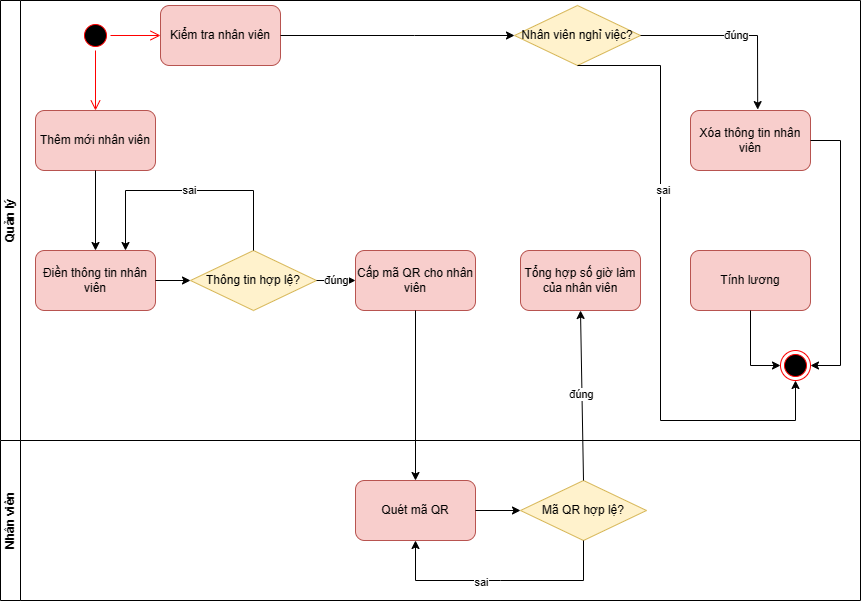 Quản lý
Kiểm tra nhân viên
Nhân viên nghỉ việc?
đúng
Thêm mới nhân viên
Xóa thông tin nhân
viên
sai
sai
Điền thông tin nhân
viên
Thông tin hợp lệ?
đúng
Cấp mã QR cho nhân
viên
Tổng hợp số giờ làm
của nhân viên
Tính lương
đúng
Nhân viên
Quét mã QR
Mã QR hợp lệ?
sai